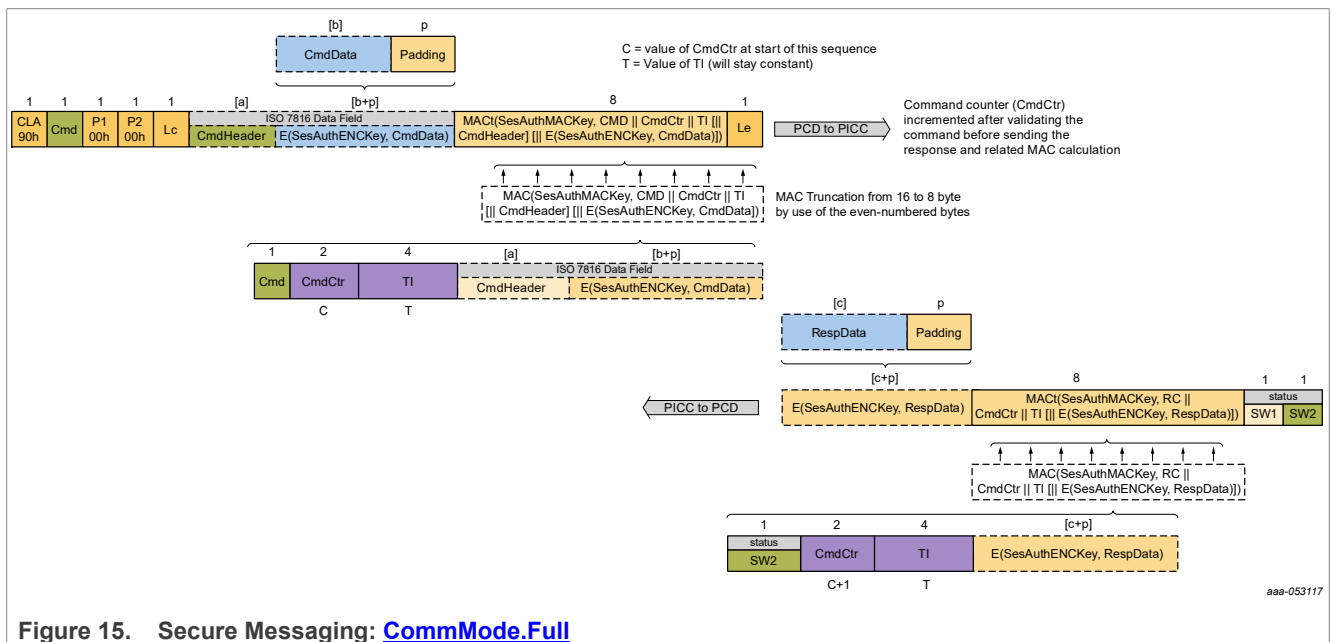 [b] p
CmdData Padding
C = value of CmdCtr at start of this sequence
T = Value of TI (will stay constant)
1 1 1 1 1 [a] [b+p] 8 1
CLA
90h
Cmd
P1
00h
P2
00h
Lc
ISO 7816 Data Field
CmdHeader E(SesAuthENCKey, CmdData)
MACt(SesAuthMACKey, CMD || CmdCtr || TI [||
CmdHeader] [|| E(SesAuthENCKey, CmdData)])
Le
PCD to PICC
Command counter (CmdCtr)
incremented after validating the
command before sending the
response and related MAC calculation
MAC(SesAuthMACKey, CMD || CmdCtr || TI
[|| CmdHeader] [|| E(SesAuthENCKey, CmdData])
MAC Truncation from 16 to 8 byte
by use of the even-numbered bytes
1 2 4 [a] [b+p]
Cmd CmdCtr TI
ISO 7816 Data Field
CmdHeader E(SesAuthENCKey, CmdData)
C T
[c] p
RespData Padding
[c+p] 8 1 1
PICC to PCD
E(SesAuthENCKey, RespData)
MACt(SesAuthMACKey, RC ||
CmdCtr || TI [|| E(SesAuthENCKey, RespData)])
status
SW1 SW2
MAC(SesAuthMACKey, RC ||
CmdCtr || TI [|| E(SesAuthENCKey, RespData)])
1 2 4 [c+p]
status
SW2
CmdCtr TI E(SesAuthENCKey, RespData)
C+1 T
aaa-053117
Figure 15. Secure Messaging: CommMode.Full